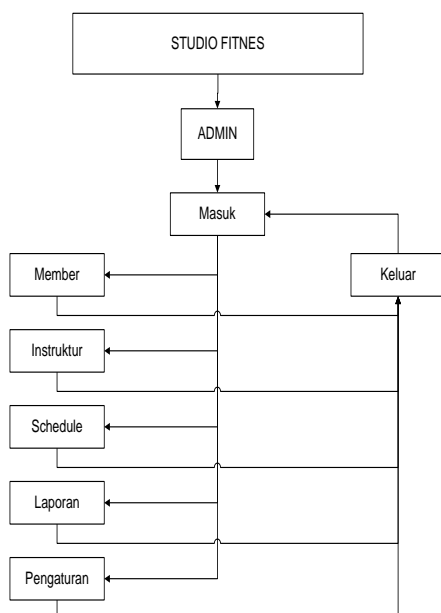 STUDIO FITNES
ADMIN
Masuk
Member
Keluar
Instruktur
Schedule
Laporan
Pengaturan